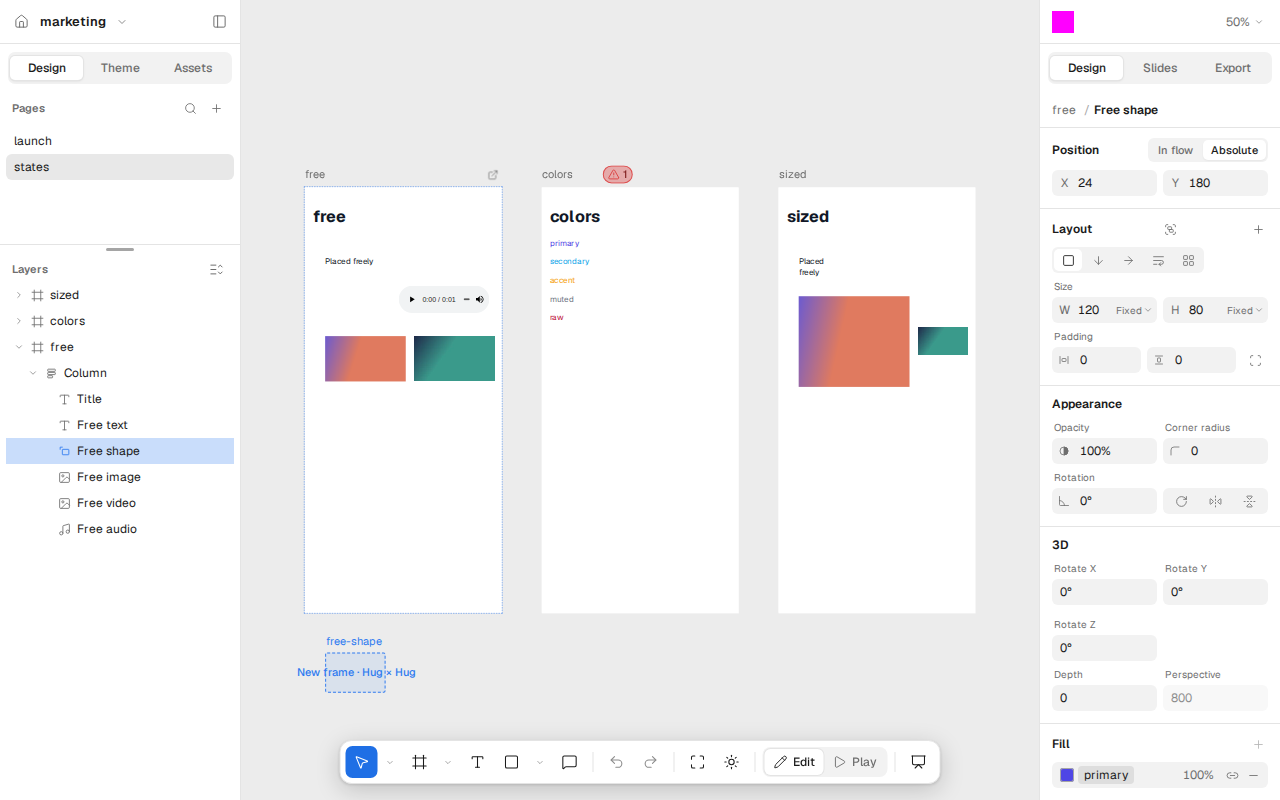 marketing
50%
Design
Theme
Assets
Design
Slides
Export
Pages
free / Free shape
launch
states
Position
In flow
Absolute
X 24
Y 180
free
colors
1
sized
free
colors
sized
Layout
primary
secondary
accent
muted
raw
Placed freely
Placed
freely
0:00 / 0:01
Layers
sized
colors
free
Column
Title
Free text
Free shape
Free image
Free video
Free audio
Size
W 120 Fixed
H 80 Fixed
Padding
0
0
Appearance
Opacity
Corner radius
100%
0
Rotation
0°
3D
Rotate X
Rotate Y
0°
0°
Rotate Z
0°
Depth
Perspective
0
800
free-shape
New frame · Hug × Hug
Edit
Play
Fill
primary
100%